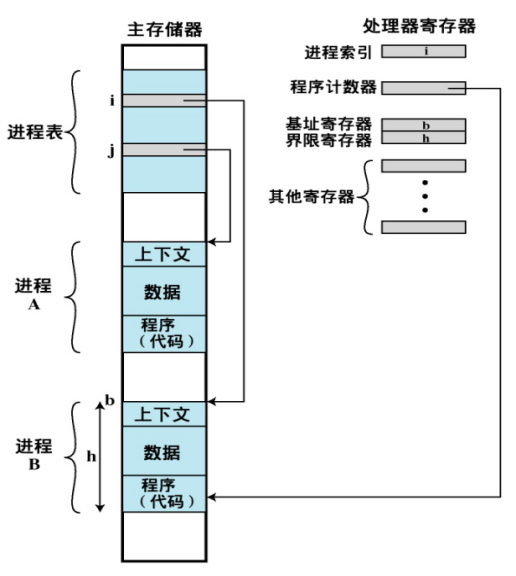 主存储器
处理器寄存器
进程索引
i
程序计数器
基址寄存器
b
界限寄存器
h
其他寄存器
进程表
i
j
进程
A
上下文
数据
程序
（代码）
b
进程
B
h
上下文
数据
程序
（代码）